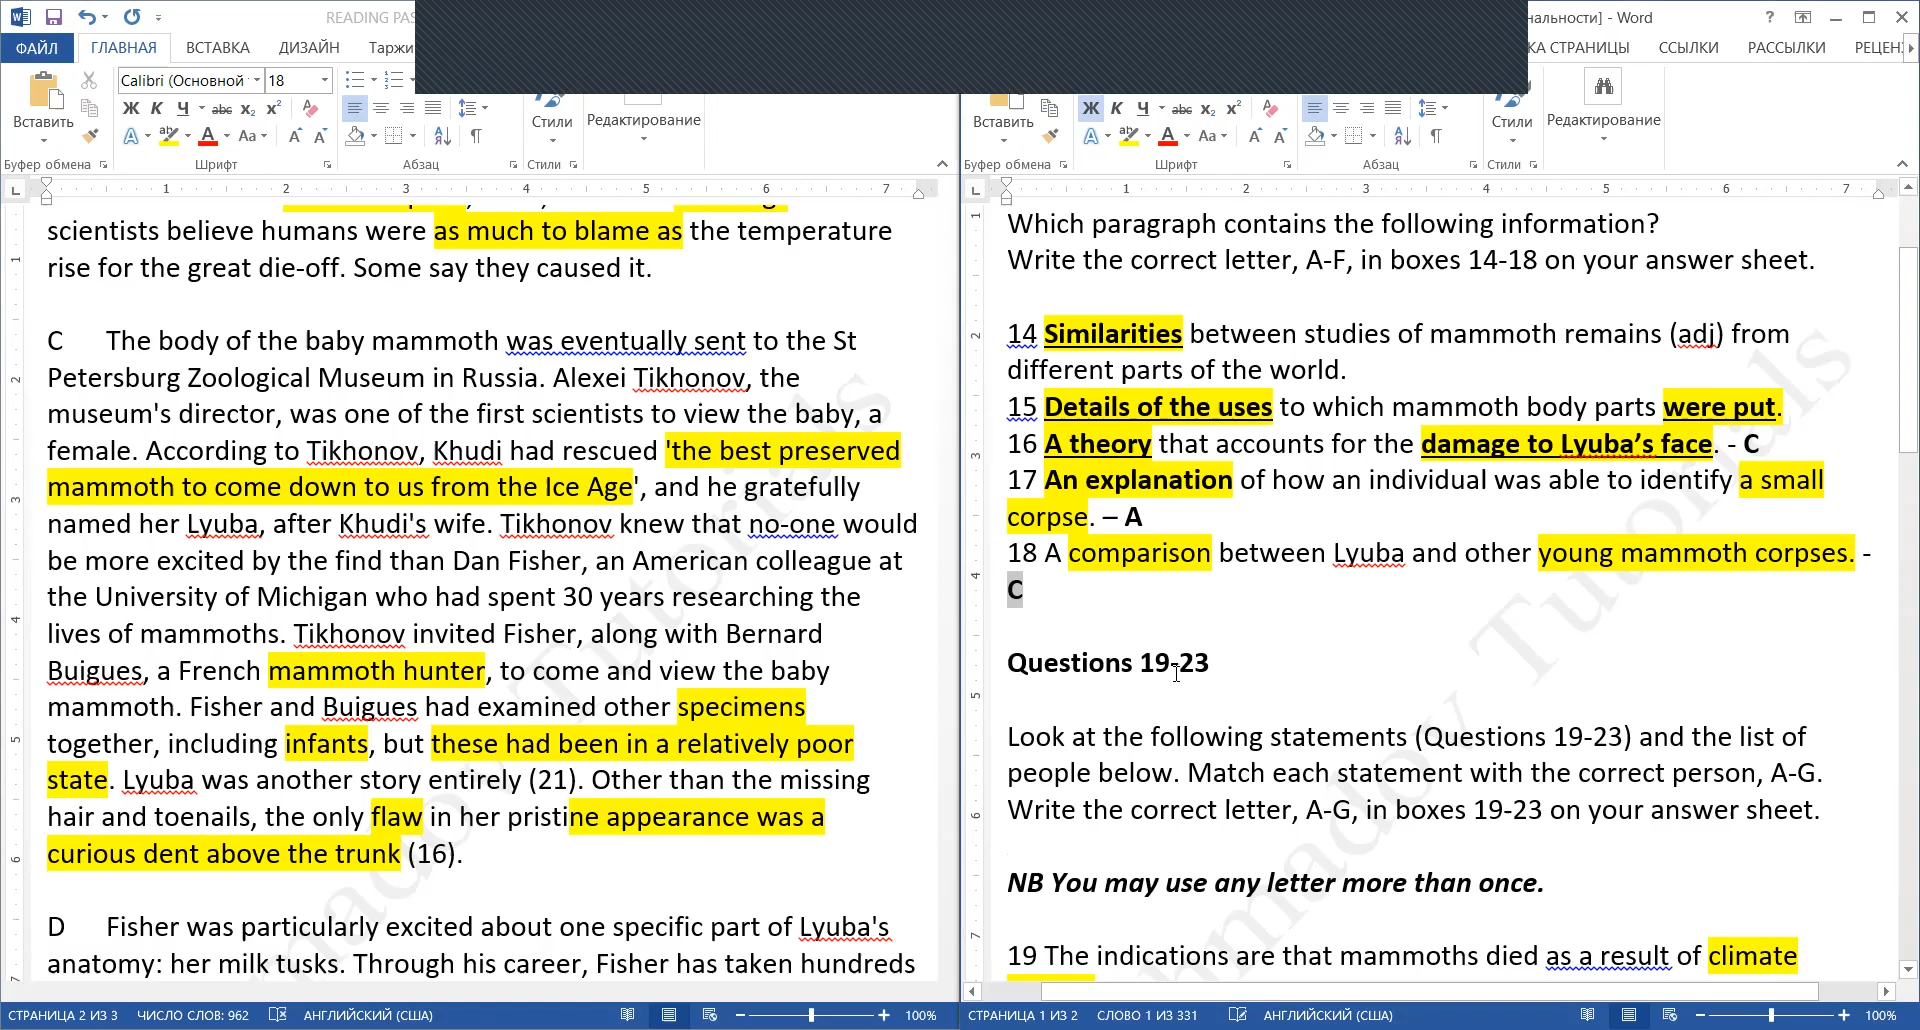 READING PAS
нальности] - Word
ФАЙЛ ГЛАВНАЯ ВСТАВКА ДИЗАЙН
КА СТРАНИЦЫ ССЫЛКИ РАССЫЛКИ РЕЦЕН
Calibri (Основной 18
Вставить
Ж К Ч abc x₂ x²
Стили
Редактирование
Буфер обмена Шрифт Абзац Стили
Вставить
Ж К Ч abc x₂ x²
Стили
Редактирование
Буфер обмена Шрифт Абзац Стили
scientists believe humans were as much to blame as the temperature
rise for the great die-off. Some say they caused it.
C The body of the baby mammoth was eventually sent to the St
Petersburg Zoological Museum in Russia. Alexei Tikhonov, the
museum's director, was one of the first scientists to view the baby, a
female. According to Tikhonov, Khudi had rescued 'the best preserved
mammoth to come down to us from the Ice Age', and he gratefully
named her Lyuba, after Khudi's wife. Tikhonov knew that no-one would
be more excited by the find than Dan Fisher, an American colleague at
the University of Michigan who had spent 30 years researching the
lives of mammoths. Tikhonov invited Fisher, along with Bernard
Buigues, a French mammoth hunter, to come and view the baby
mammoth. Fisher and Buigues had examined other specimens
together, including infants, but these had been in a relatively poor
state. Lyuba was another story entirely (21). Other than the missing
hair and toenails, the only flaw in her pristine appearance was a
curious dent above the trunk (16).
D Fisher was particularly excited about one specific part of Lyuba's
anatomy: her milk tusks. Through his career, Fisher has taken hundreds
Which paragraph contains the following information?
Write the correct letter, A-F, in boxes 14-18 on your answer sheet.
14 Similarities between studies of mammoth remains (adj) from
different parts of the world.
15 Details of the uses to which mammoth body parts were put.
16 A theory that accounts for the damage to Lyuba’s face. - C
17 An explanation of how an individual was able to identify a small
corpse. – A
18 A comparison between Lyuba and other young mammoth corpses. -
C
Questions 19-23
Look at the following statements (Questions 19-23) and the list of
people below. Match each statement with the correct person, A-G.
Write the correct letter, A-G, in boxes 19-23 on your answer sheet.
NB You may use any letter more than once.
19 The indications are that mammoths died as a result of climate
СТРАНИЦА 2 ИЗ 3 ЧИСЛО СЛОВ: 962 АНГЛИЙСКИЙ (США) 100%
СТРАНИЦА 1 ИЗ 2 СЛОВО 1 ИЗ 331 АНГЛИЙСКИЙ (США) 100%